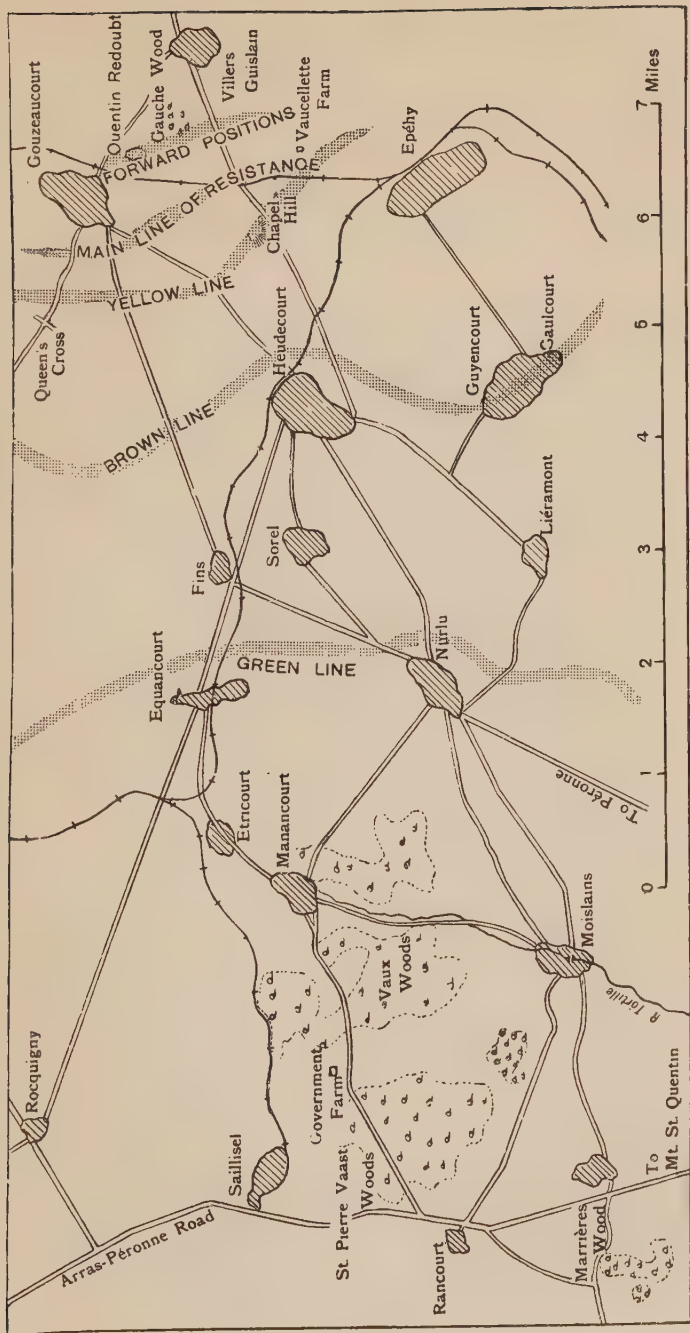 Gouzeaucourt
Quentin Redoubt
Gauche Wood
Villers
Guislain
Vaucellette
Farm
FORWARD POSITIONS
MAIN LINE OF RESISTANCE
YELLOW LINE
Chapel
Hill
Queen's
Cross
BROWN LINE
Epéhy
Heudecourt
Guyencourt
Gaulcourt
Fins
Sorel
Liéramont
GREEN LINE
Nurlu
Equancourt
Etricourt
Manancourt
To Péronne
Vaux
Woods
Moislains
R Tortille
Rocquigny
Government
Farm
Saillisel
St. Pierre Vaast
Woods
Arras-Péronne Road
Rancourt
Marrières
Wood
To
Mt. St. Quentin
0 1 2 3 4 5 6 7 Miles